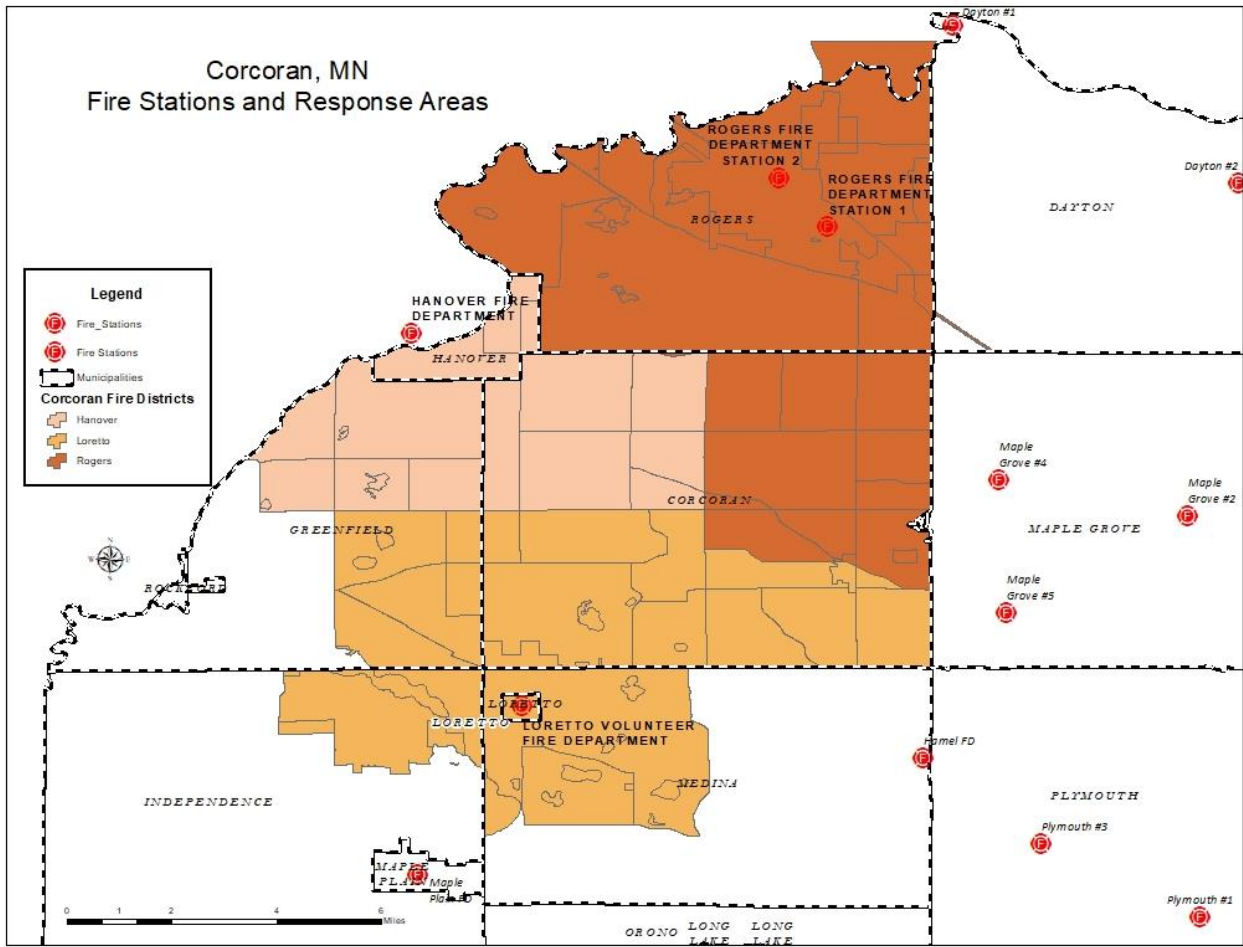 Dayton #1
Corcoran, MN
Fire Stations and Response Areas
ROGERS FIRE
DEPARTMENT
STATION 2
Dayton #2
ROGERS FIRE
DEPARTMENT
STATION 1
DAYTON
ROGERS
Legend
Fire_Stations
Fire Stations
Municipalities
Corcoran Fire Districts
Hanover
Loretto
Rogers
HANOVER FIRE
DEPARTMENT
HANOVER
Maple
Grove #4
Maple
Grove #2
CORCORAN
GREENFIELD
MAPLE GROVE
N
W E
S
ROCKFORD
Maple
Grove #5
LORETTO
LORETTO
LORETTO VOLUNTEER
FIRE DEPARTMENT
Hamel FD
MEDINA
INDEPENDENCE
PLYMOUTH
Plymouth #3
MAPLE
PLAIN
Maple
Plain FD
0 1 2 4 6
Miles
Plymouth #1
ORONO
LONG
LAKE
LONG
LAKE